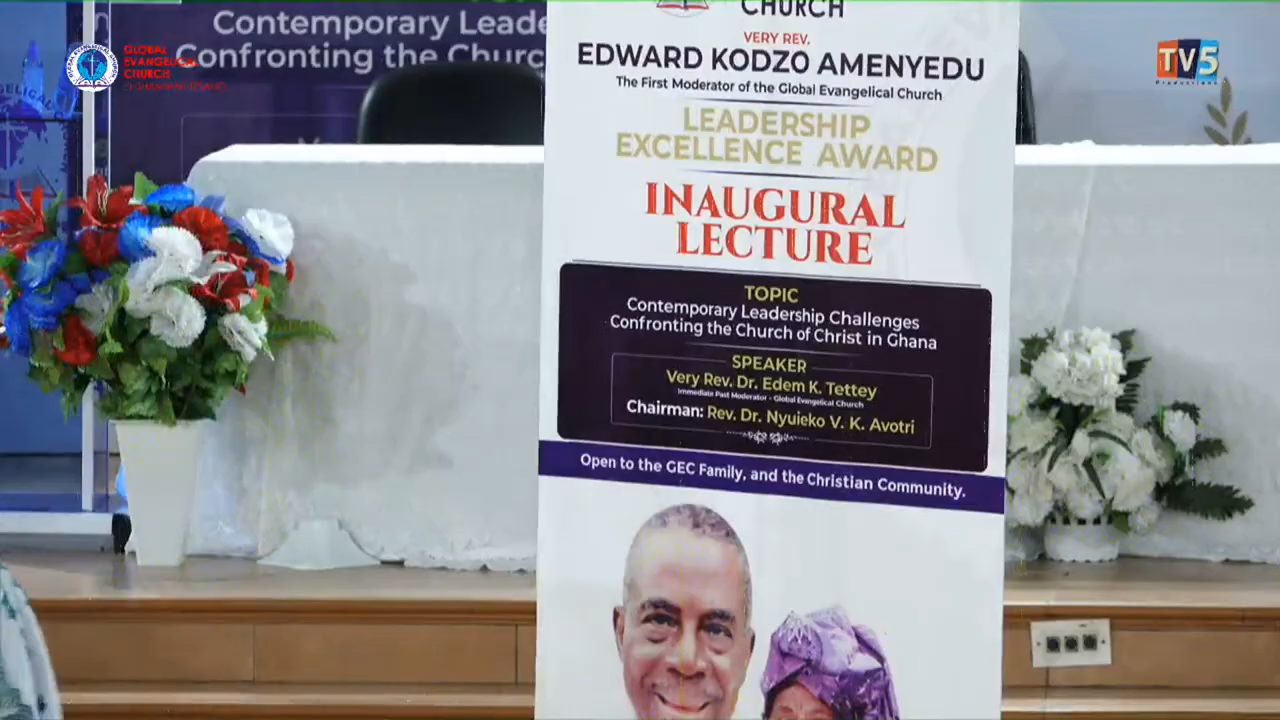 Contemporary Leade
Confronting the Churc
GLOBAL
EVANGELICAL
CHURCH
TV5
Productions
CHURCH
VERY REV.
EDWARD KODZO AMENYEDU
The First Moderator of the Global Evangelical Church
LEADERSHIP
EXCELLENCE AWARD
INAUGURAL
LECTURE
TOPIC
Contemporary Leadership Challenges
Confronting the Church of Christ in Ghana
SPEAKER
Very Rev. Dr. Edem K. Tettey
Immediate Past Moderator - Global Evangelical Church
Chairman: Rev. Dr. Nyuieko V. K. Avotri
Open to the GEC Family, and the Christian Community.